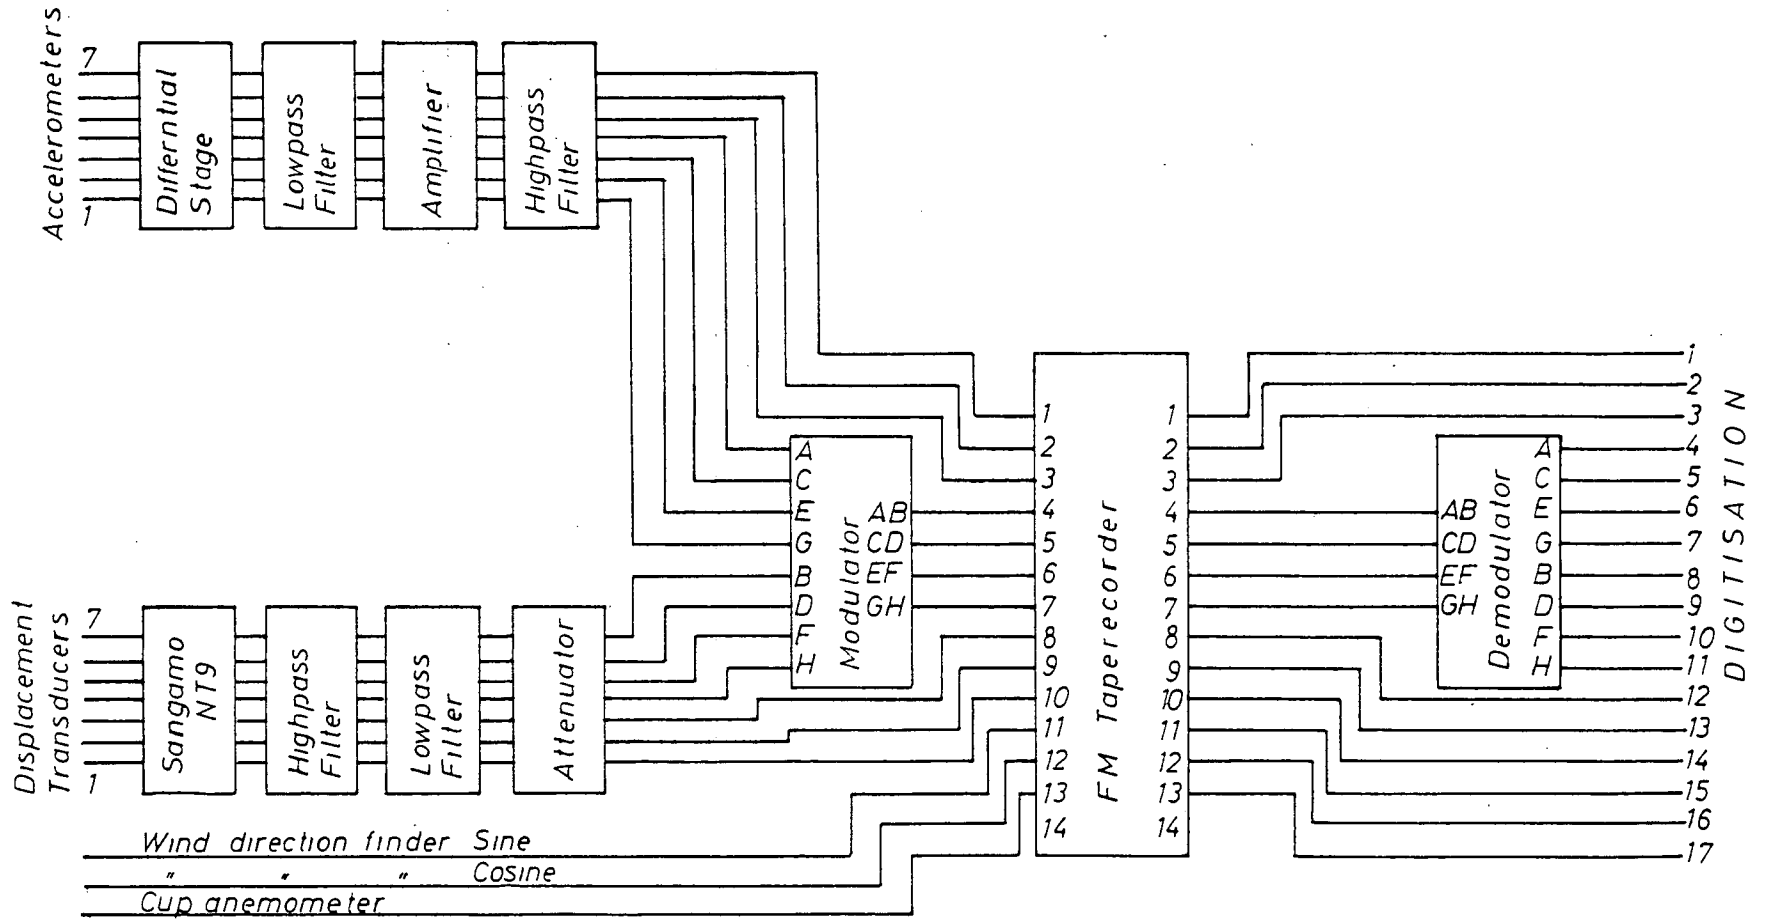 Accelerometers
7
1
Differntial
Stage
Lowpass
Filter
Amplifier
Highpass
Filter
Displacement
Transducers
7
1
Sangamo
NT9
Highpass
Filter
Lowpass
Filter
Attenuator
Wind direction finder Sine
" " " Cosine
Cup anemometer
A
C
E
G
B
D
F
H
Modulator
AB
CD
EF
GH
1
2
3
4
5
6
7
8
9
10
11
12
13
14
FM Taperecorder
1
2
3
4
5
6
7
8
9
10
11
12
13
14
AB
CD
EF
GH
Demodulator
A
C
E
G
B
D
F
H
1
2
3
4
5
6
7
8
9
10
11
12
13
14
15
16
17
DIGITISATION